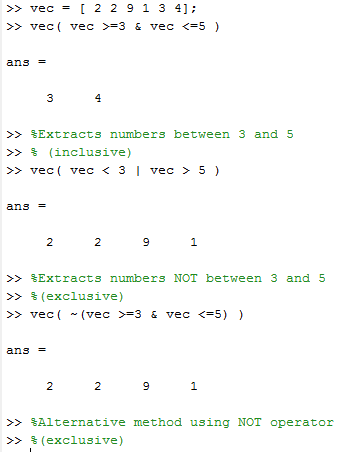 >> vec = [ 2 2 9 1 3 4];
>> vec( vec >=3 & vec <=5 )
ans =
3 4
>> %Extracts numbers between 3 and 5
>> % (inclusive)
>> vec( vec < 3 | vec > 5 )
ans =
2 2 9 1
>> %Extracts numbers NOT between 3 and 5
>> %(exclusive)
>> vec( ~(vec >=3 & vec <=5) )
ans =
2 2 9 1
>> %Alternative method using NOT operator
>> %(exclusive)